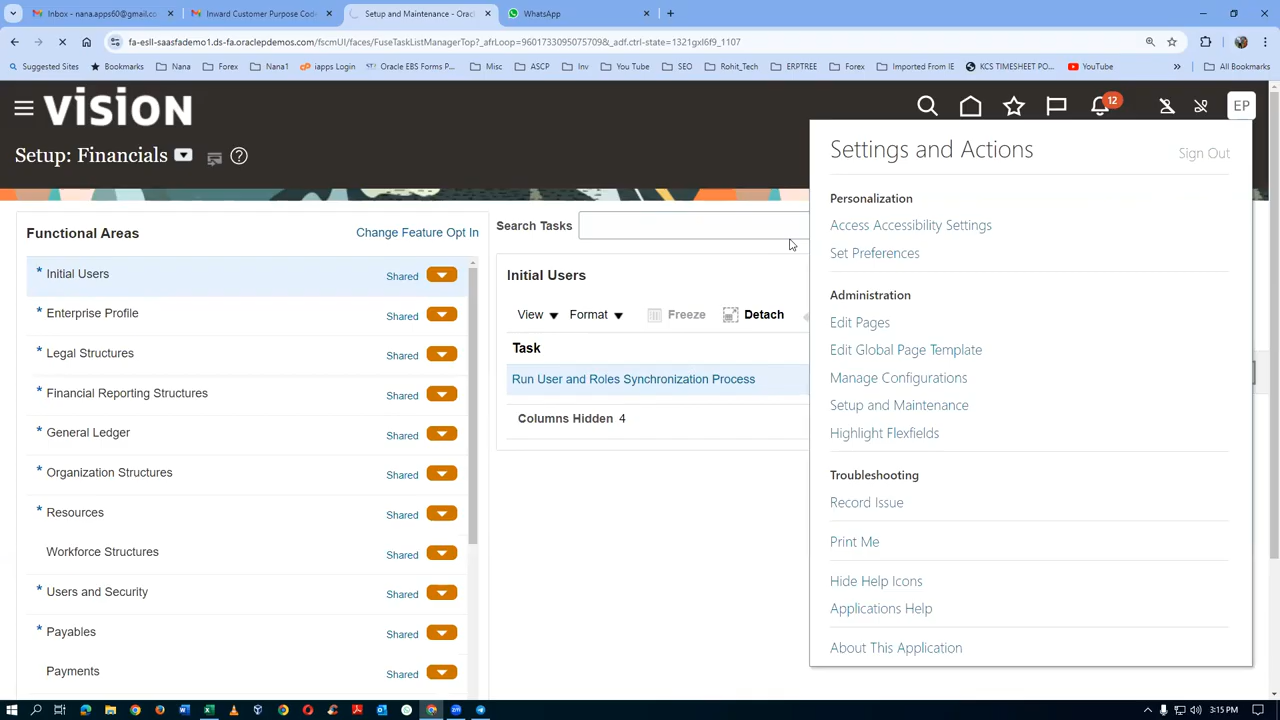 Inbox - nana.apps60@gmail.co
Inward Customer Purpose Code
Setup and Maintenance - Orac
WhatsApp
fa-esll-saasfademo1.ds-fa.oraclepdemos.com/fscmUI/faces/FuseTaskListManagerTop?_afrLoop=9601733095075709&_adf.ctrl-state=1321gxl6f9_1107
Suggested Sites
Bookmarks
Nana
Forex
Nana1
iapps Login
Oracle EBS Forms P...
Misc
ASCP
Inv
You Tube
SEO
Rohit_Tech
ERPTREE
Forex
Imported From IE
KCS TIMESHEET PO...
YouTube
All Bookmarks
VISION
12
EP
Setup: Financials
Settings and Actions
Sign Out
Personalization
Access Accessibility Settings
Set Preferences
Administration
Edit Pages
Edit Global Page Template
Manage Configurations
Setup and Maintenance
Highlight Flexfields
Troubleshooting
Record Issue
Print Me
Hide Help Icons
Applications Help
About This Application
Functional Areas
Change Feature Opt In
* Initial Users Shared
* Enterprise Profile Shared
* Legal Structures Shared
* Financial Reporting Structures Shared
* General Ledger Shared
* Organization Structures Shared
* Resources Shared
Workforce Structures Shared
* Users and Security Shared
* Payables Shared
Payments Shared
Search Tasks
Initial Users
View Format Freeze Detach
Task
Run User and Roles Synchronization Process
Columns Hidden 4
3:15 PM